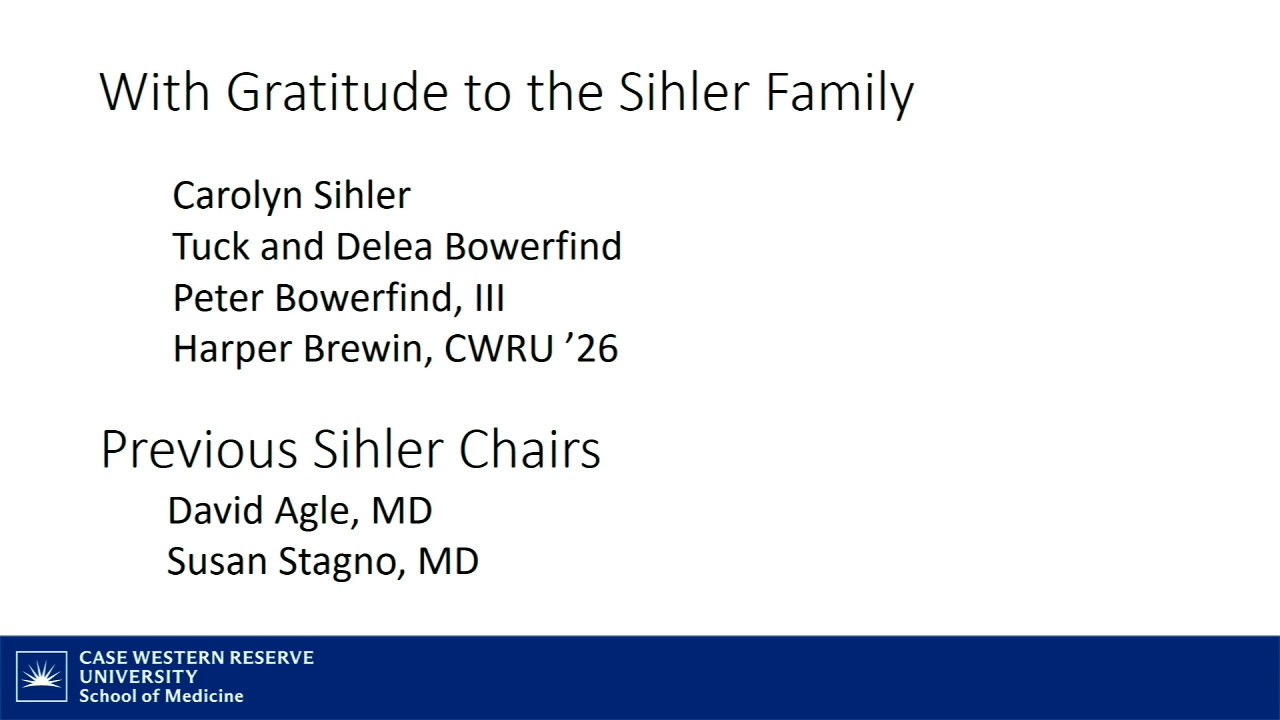 With Gratitude to the Sihler Family
Carolyn Sihler
Tuck and Delea Bowerfind
Peter Bowerfind, III
Harper Brewin, CWRU ’26
Previous Sihler Chairs
David Agle, MD
Susan Stagno, MD
CASE WESTERN RESERVE
UNIVERSITY
School of Medicine